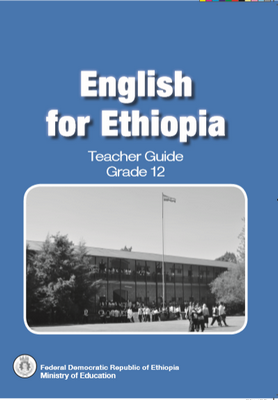 English
for Ethiopia
Teacher Guide
Grade 12
Federal Democratic Republic of Ethiopia
Ministry of Education